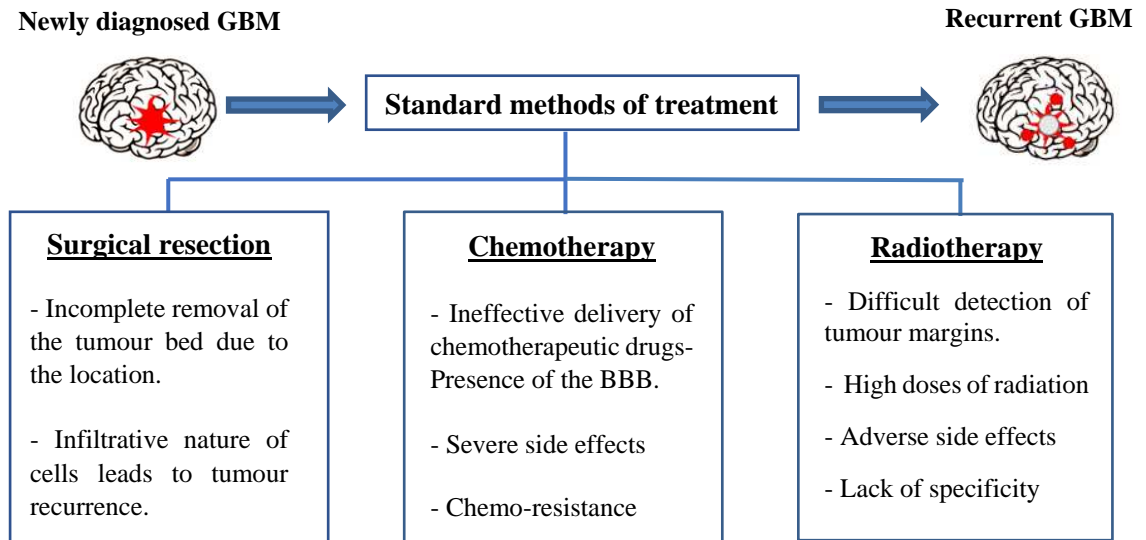 Newly diagnosed GBM
Recurrent GBM
Standard methods of treatment
Surgical resection
- Incomplete removal of
the tumour bed due to
the location.
- Infiltrative nature of
cells leads to tumour
recurrence.
Chemotherapy
- Ineffective delivery of
chemotherapeutic drugs-
Presence of the BBB.
- Severe side effects
- Chemo-resistance
Radiotherapy
- Difficult detection of
tumour margins.
- High doses of radiation
- Adverse side effects
- Lack of specificity